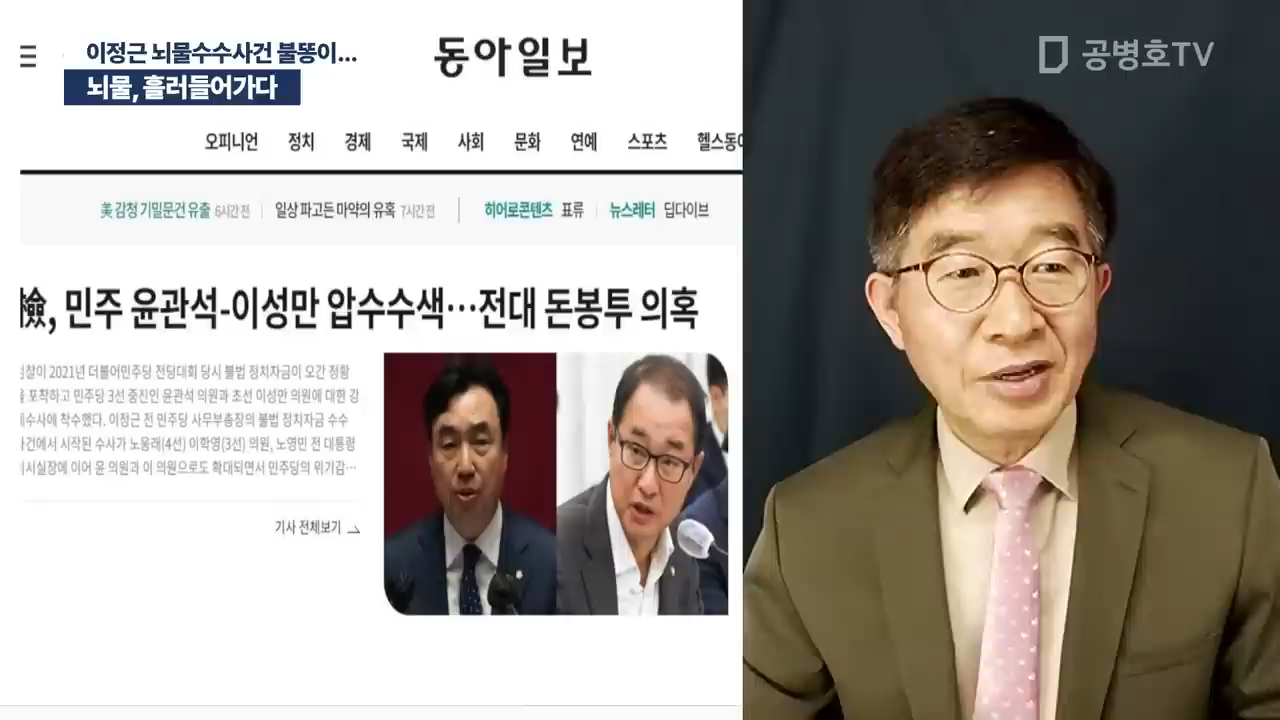 이정근 뇌물수수사건 불똥이...
뇌물, 흘러들어가다
동아일보
공병호TV
오피니언 정치 경제 국제 사회 문화 연예 스포츠 헬스동아
美 감청 기밀문건 유출 6시간전 일상 파고든 마약의 유혹 7시간전 히어로콘텐츠 표류 뉴스레터 딥다이브
檢, 민주 윤관석-이성만 압수수색…전대 돈봉투 의혹
검찰이 2021년 더불어민주당 전당대회 당시 불법 정치자금이 오간 정황
을 포착하고 민주당 3선 중진인 윤관석 의원과 초선 이성만 의원에 대한 강
제수사에 착수했다. 이정근 전 민주당 사무부총장의 불법 정치자금 수수
사건에서 시작된 수사가 노웅래(4선) 이학영(3선) 의원, 노영민 전 대통령
비서실장에 이어 윤 의원과 이 의원으로도 확대되면서 민주당의 위기감…
기사 전체보기